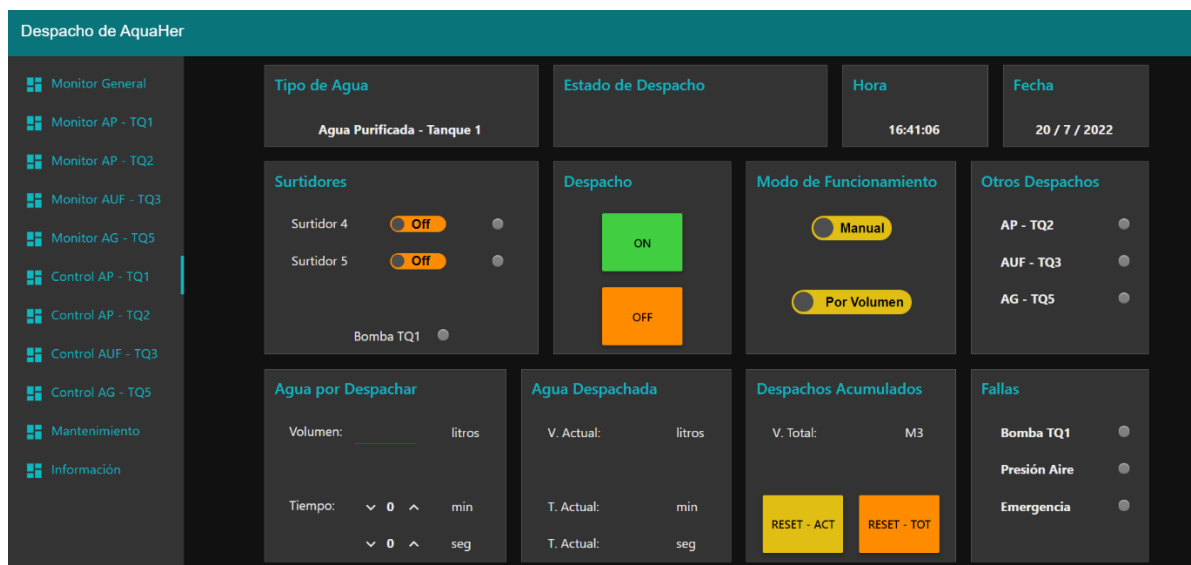 Despacho de AquaHer
Monitor General
Monitor AP - TQ1
Monitor AP - TQ2
Monitor AUF - TQ3
Monitor AG - TQ5
Control AP - TQ1
Control AP - TQ2
Control AUF - TQ3
Control AG - TQ5
Mantenimiento
Información
Tipo de Agua
Agua Purificada - Tanque 1
Estado de Despacho
Hora
16:41:06
Fecha
20 / 7 / 2022
Surtidores
Surtidor 4 Off
Surtidor 5 Off
Bomba TQ1
Despacho
ON
OFF
Modo de Funcionamiento
Manual
Por Volumen
Otros Despachos
AP - TQ2
AUF - TQ3
AG - TQ5
Agua por Despachar
Volumen: litros
Tiempo: 0 min
0 seg
Agua Despachada
V. Actual: litros
T. Actual: min
T. Actual: seg
Despachos Acumulados
V. Total: M3
RESET - ACT
RESET - TOT
Fallas
Bomba TQ1
Presión Aire
Emergencia